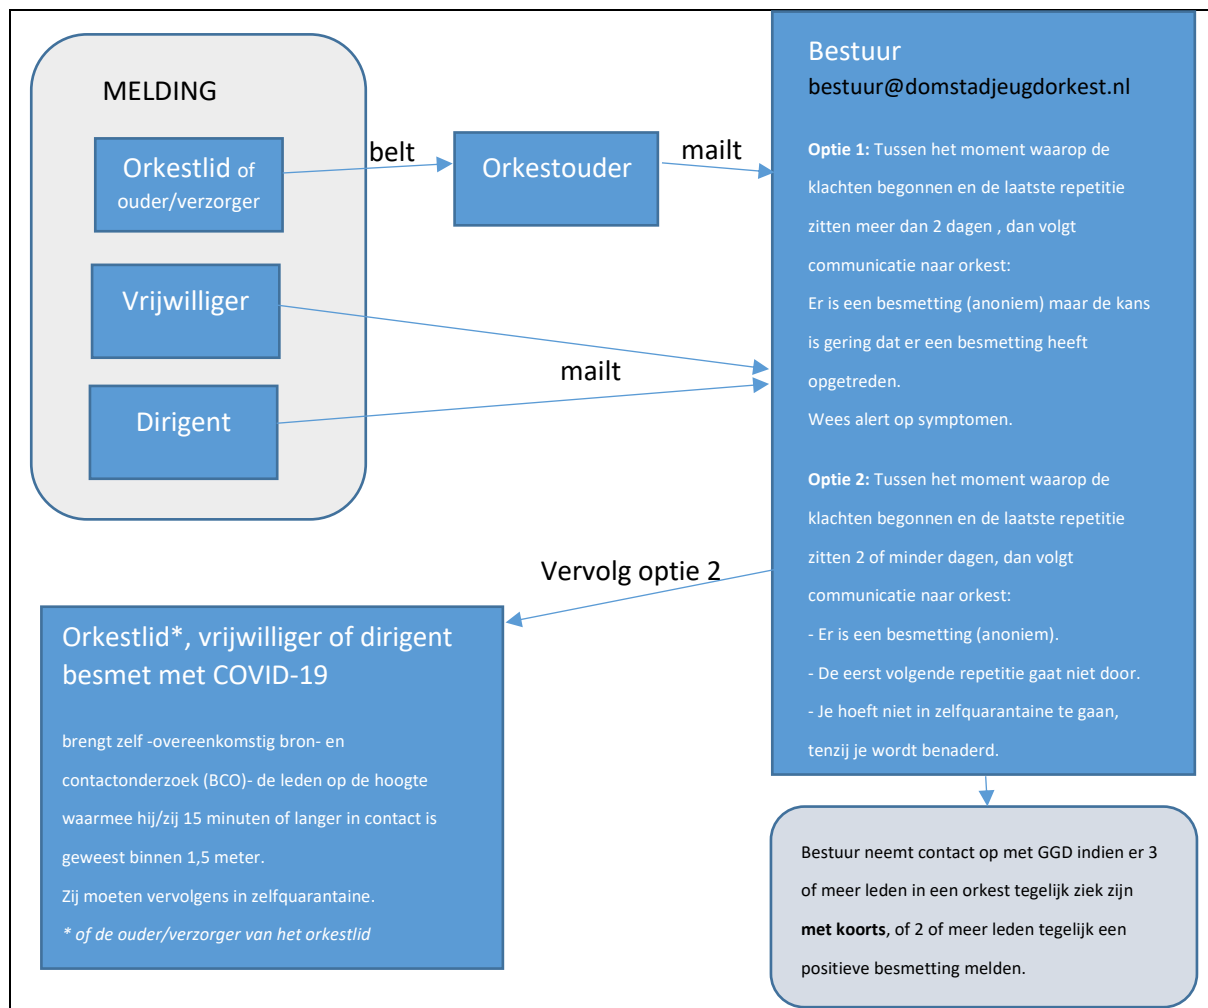 MELDING
Orkestlid of
ouder/verzorger
belt
Orkestouder
mailt
Vrijwilliger
mailt
Dirigent
Bestuur
bestuur@domstadjeugdorkest.nl
Optie 1: Tussen het moment waarop de
klachten begonnen en de laatste repetitie
zitten meer dan 2 dagen , dan volgt
communicatie naar orkest:
Er is een besmetting (anoniem) maar de kans
is gering dat er een besmetting heeft
opgetreden.
Wees alert op symptomen.
Optie 2: Tussen het moment waarop de
klachten begonnen en de laatste repetitie
zitten 2 of minder dagen, dan volgt
communicatie naar orkest:
- Er is een besmetting (anoniem).
- De eerst volgende repetitie gaat niet door.
- Je hoeft niet in zelfquarantaine te gaan,
tenzij je wordt benaderd.
Vervolg optie 2
Orkestlid*, vrijwilliger of dirigent
besmet met COVID-19
brengt zelf -overeenkomstig bron- en
contactonderzoek (BCO)- de leden op de hoogte
waarmee hij/zij 15 minuten of langer in contact is
geweest binnen 1,5 meter.
Zij moeten vervolgens in zelfquarantaine.
* of de ouder/verzorger van het orkestlid
Bestuur neemt contact op met GGD indien er 3
of meer leden in een orkest tegelijk ziek zijn
met koorts, of 2 of meer leden tegelijk een
positieve besmetting melden.